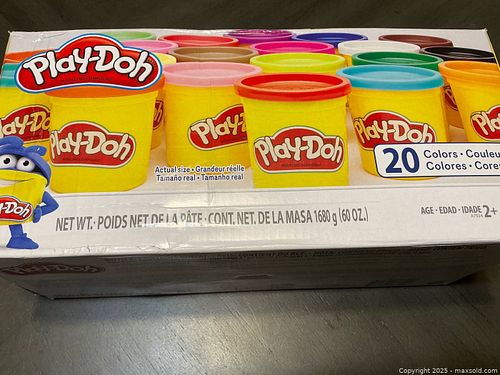 PLAY-DOH
PLAY-DOH
PLAY-DOH
PLAY-DOH
PLAY-DOH
Actual size • Grandeur réelle
Tamaño real • Tamanho real
20 Colors • Couleu
Colores • Cores
PLAY-DOH
NET WT. • POIDS NET DE LA PÂTE • CONT. NET. DE LA MASA 1680 g (60 OZ.)
AGE • EDAD • IDADE 2+
PLAY-DOH
Copyright 2025 - maxsold.com